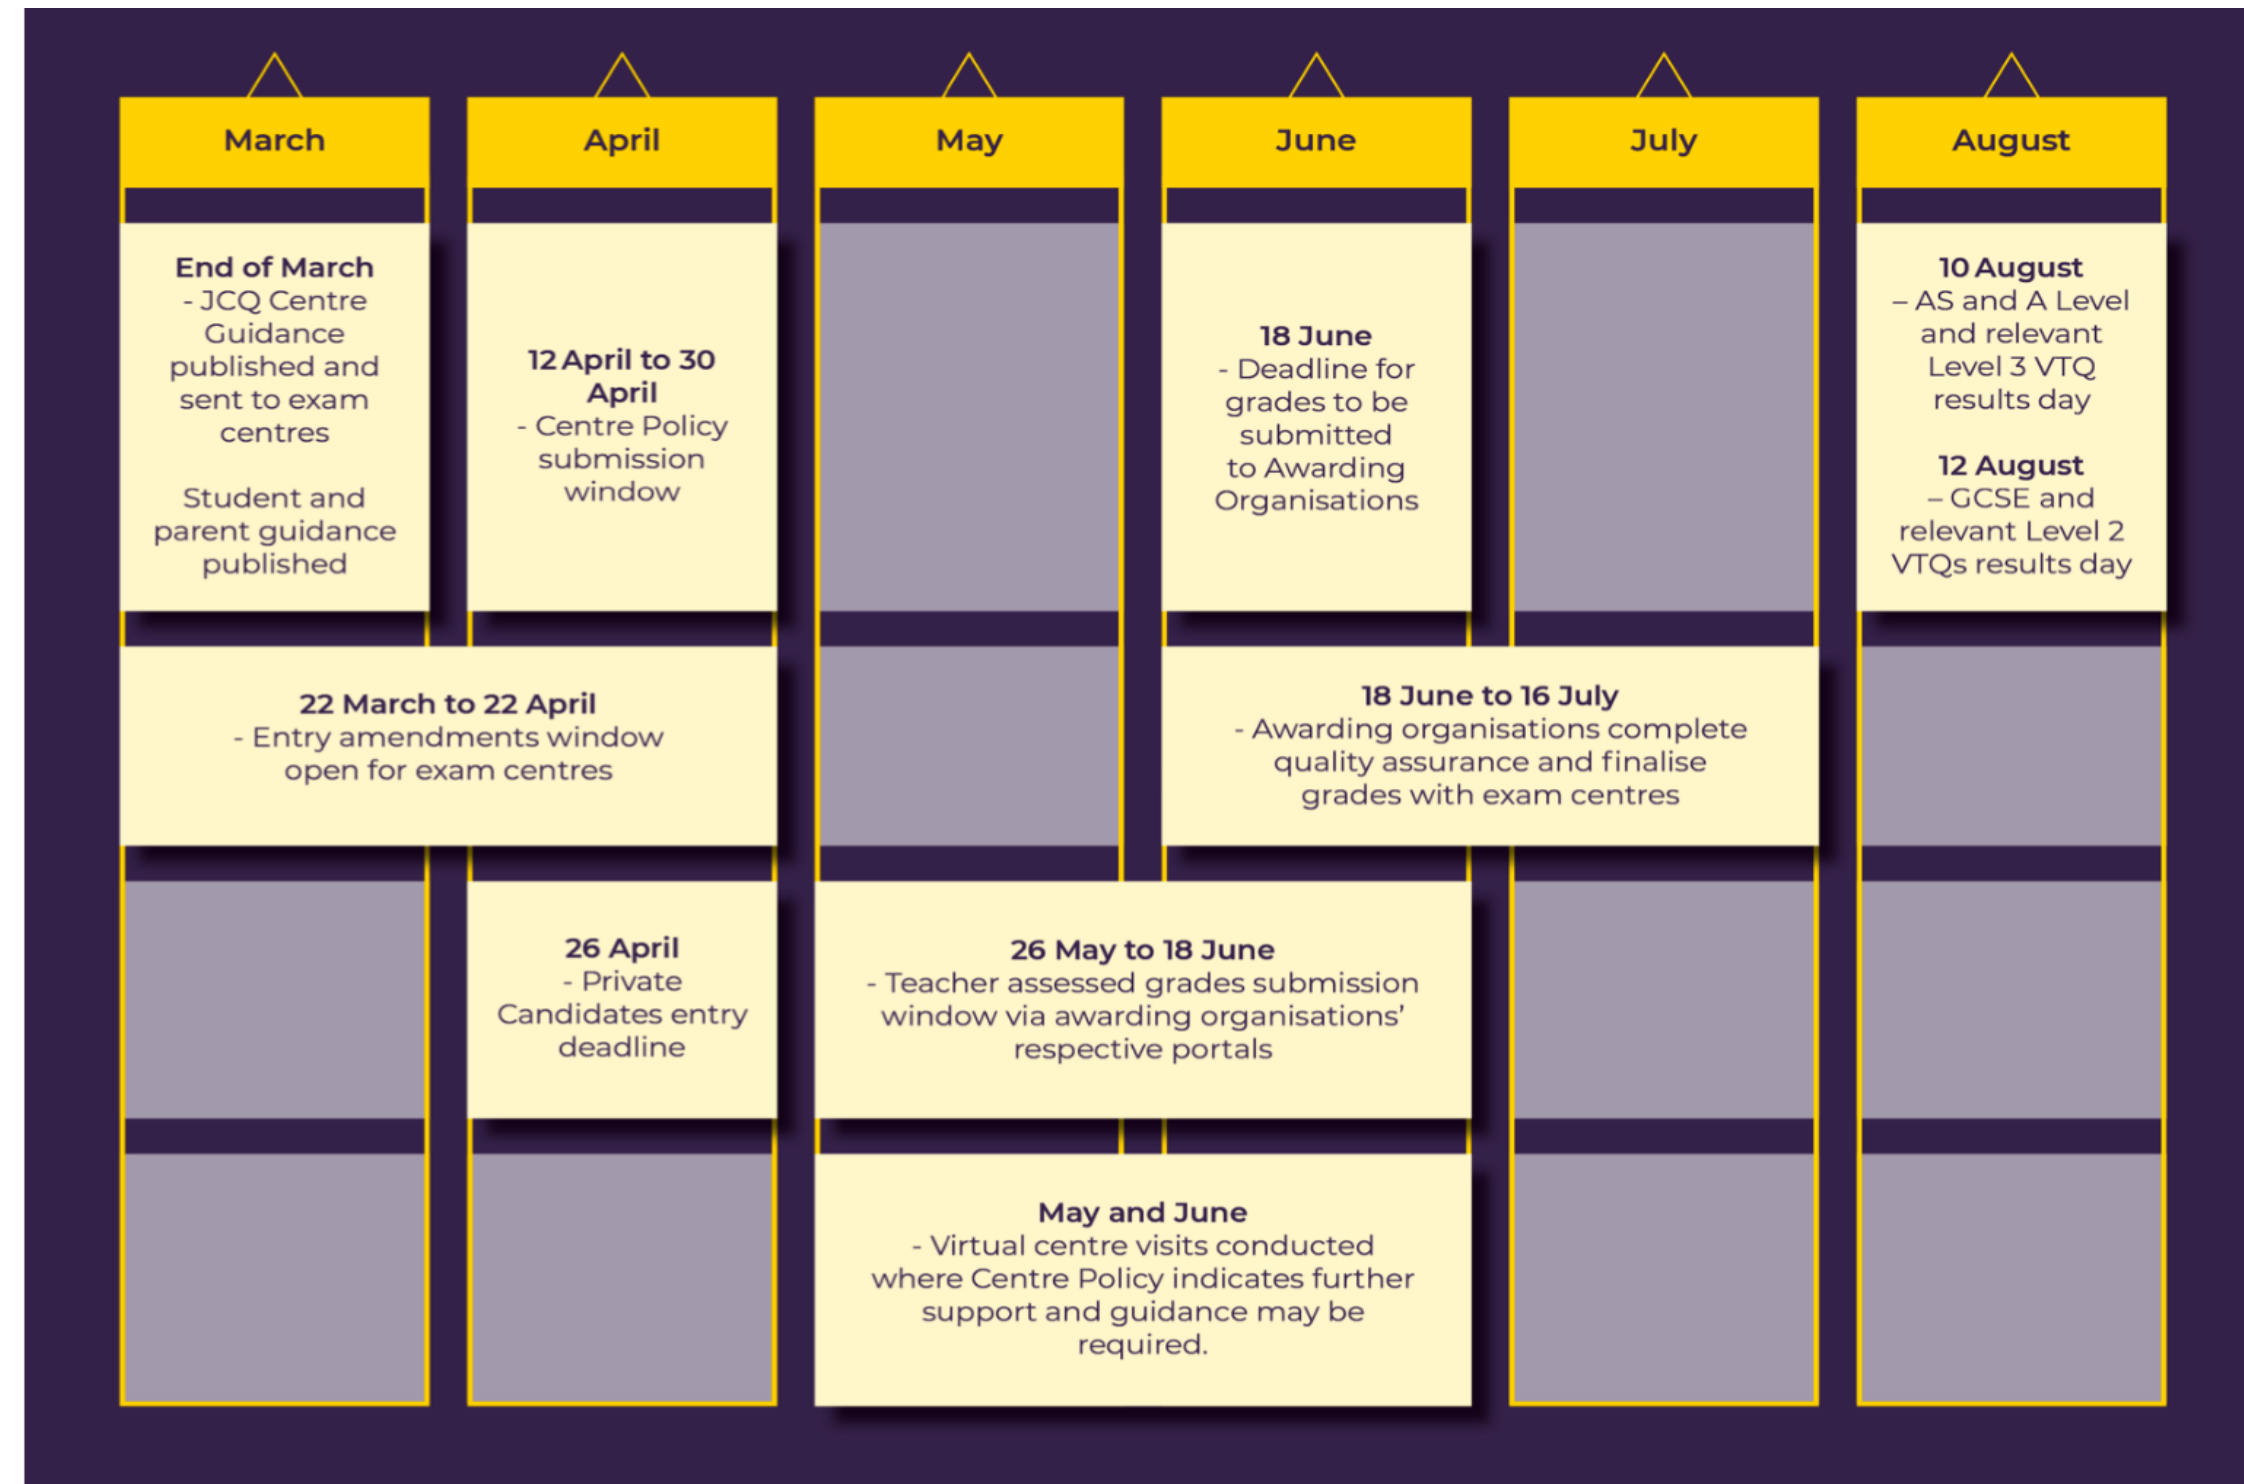 March
April
May
June
July
August
End of March
- JCQ Centre
Guidance
published and
sent to exam
centres
Student and
parent guidance
published
12 April to 30
April
- Centre Policy
submission
window
18 June
- Deadline for
grades to be
submitted
to Awarding
Organisations
10 August
– AS and A Level
and relevant
Level 3 VTQ
results day
12 August
– GCSE and
relevant Level 2
VTQs results day
22 March to 22 April
- Entry amendments window
open for exam centres
18 June to 16 July
- Awarding organisations complete
quality assurance and finalise
grades with exam centres
26 April
- Private
Candidates entry
deadline
26 May to 18 June
- Teacher assessed grades submission
window via awarding organisations’
respective portals
May and June
- Virtual centre visits conducted
where Centre Policy indicates further
support and guidance may be
required.